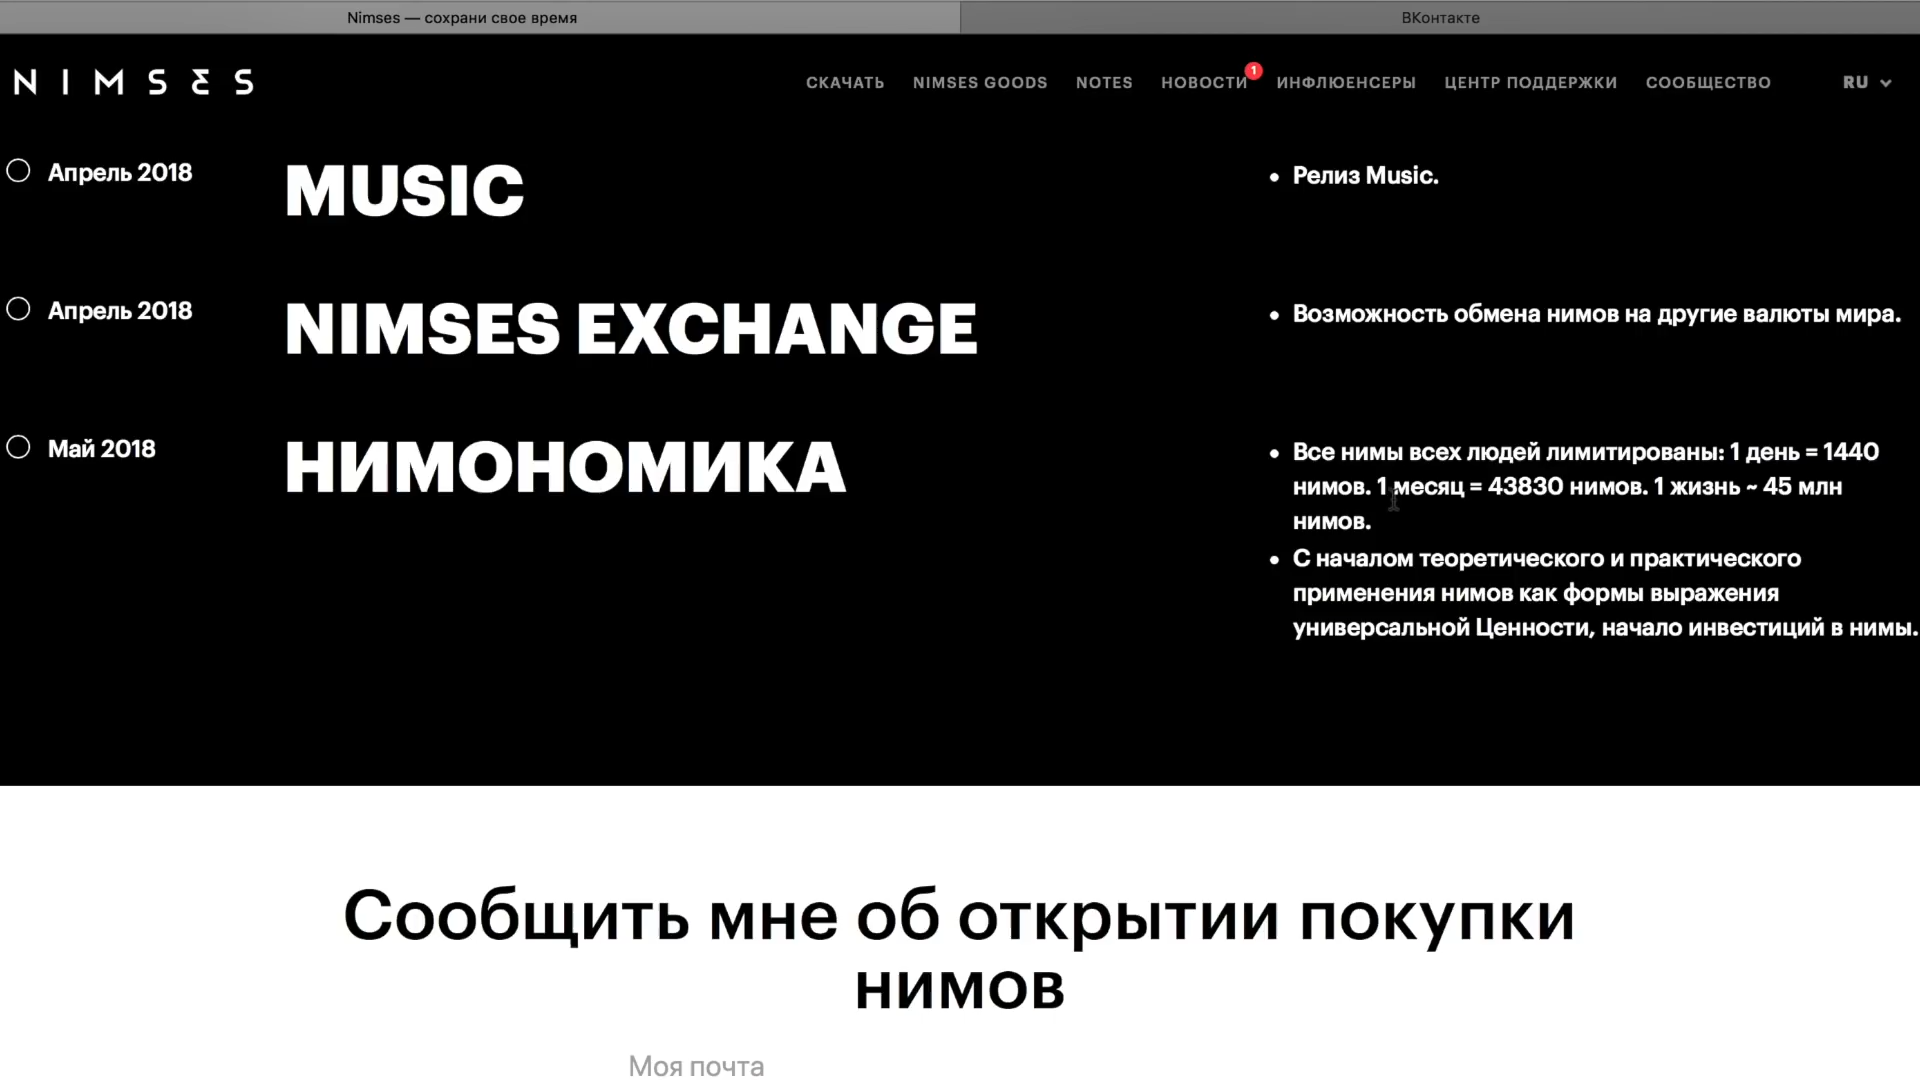 Nimses — сохрани свое время
ВКонтакте
NIMSES
СКАЧАТЬ NIMSES GOODS NOTES НОВОСТИ 1 ИНФЛЮЕНСЕРЫ ЦЕНТР ПОДДЕРЖКИ СООБЩЕСТВО RU
Апрель 2018
MUSIC
• Релиз Music.
Апрель 2018
NIMSES EXCHANGE
• Возможность обмена нимов на другие валюты мира.
Май 2018
НИМОНОМИКА
• Все нимы всех людей лимитированы: 1 день = 1440
нимов. 1 месяц = 43830 нимов. 1 жизнь ~ 45 млн
нимов.
• С началом теоретического и практического
применения нимов как формы выражения
универсальной Ценности, начало инвестиций в нимы.
Сообщить мне об открытии покупки
нимов
Моя почта